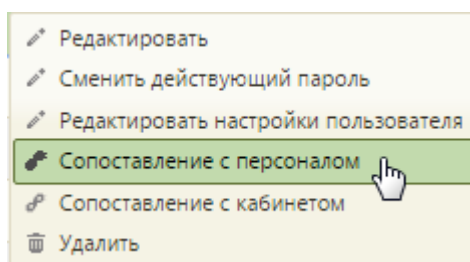 Редактировать
Сменить действующий пароль
Редактировать настройки пользователя
Сопоставление с персоналом
Сопоставление с кабинетом
Удалить